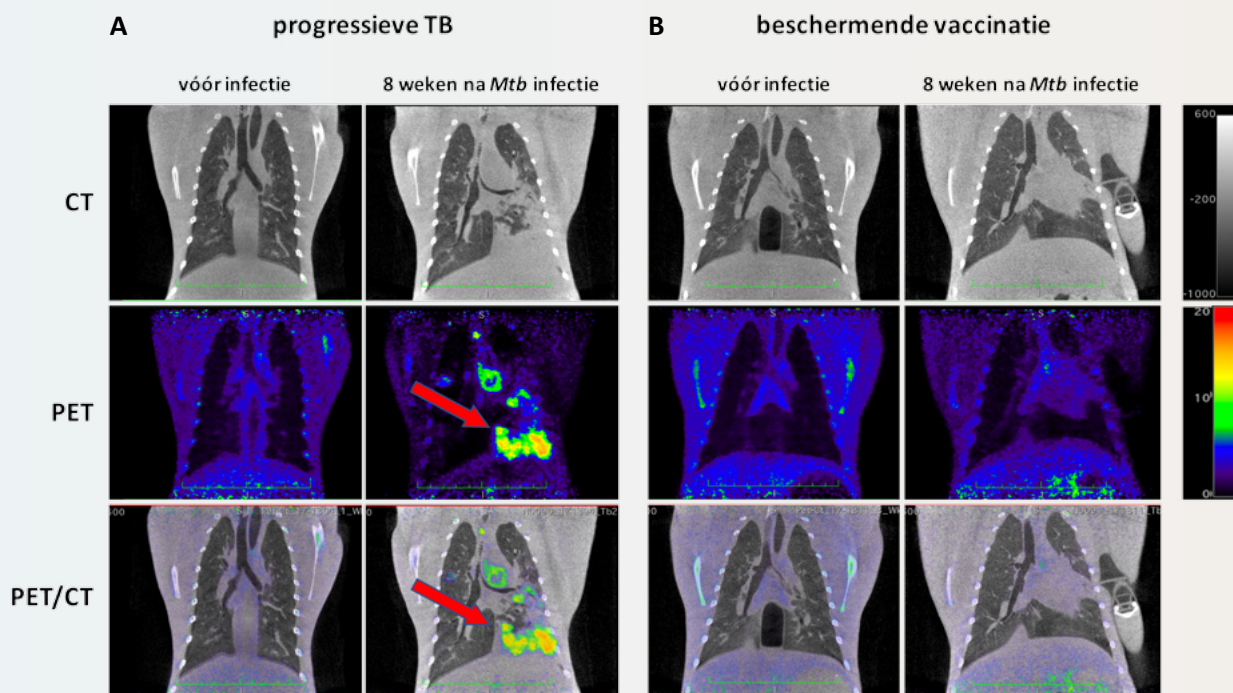 A
progressieve TB
B
beschermende vaccinatie
vóór infectie
8 weken na Mtb infectie
vóór infectie
8 weken na Mtb infectie
CT
600
-200
-1000
PET
S
S
S
S
20
10
0
PET/CT